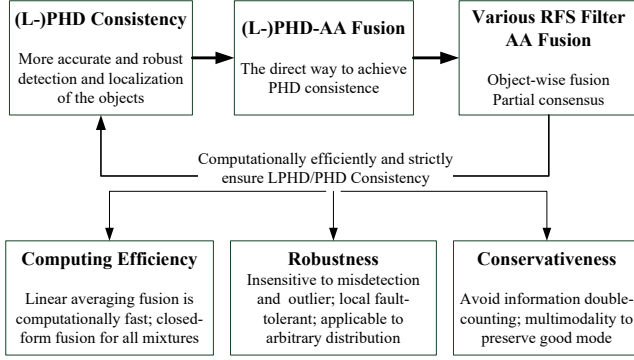 (L-)PHD Consistency
More accurate and robust
detection and localization
of the objects
(L-)PHD-AA Fusion
The direct way to achieve
PHD consistence
Various RFS Filter
AA Fusion
Object-wise fusion
Partial consensus
Computationally efficiently and strictly
ensure LPHD/PHD Consistency
Computing Efficiency
Linear averaging fusion is
computationally fast; closed-
form fusion for all mixtures
Robustness
Insensitive to misdetection
and outlier; local fault-
tolerant; applicable to
arbitrary distribution
Conservativeness
Avoid information double-
counting; multimodality to
preserve good mode